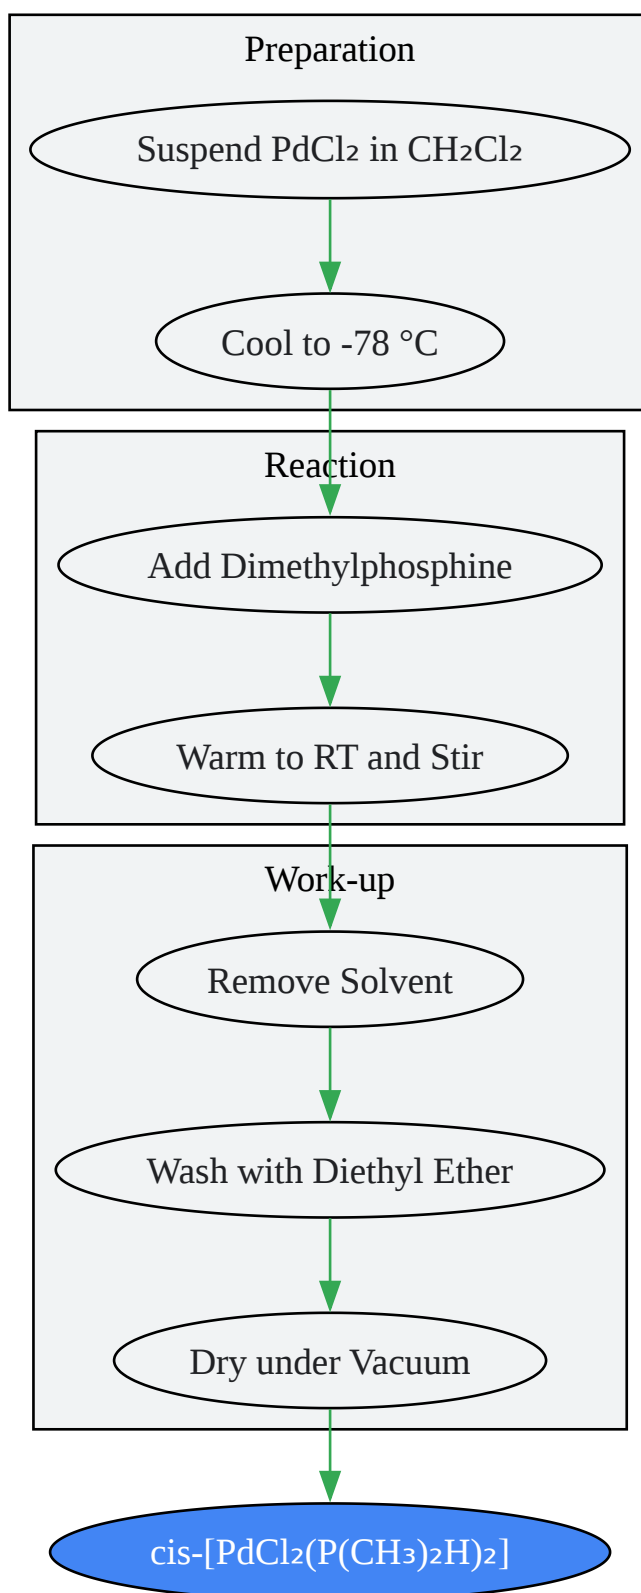 Preparation
Suspend PdCl₂ in CH₂Cl₂
Cool to -78 °C
Reaction
Add Dimethylphosphine
Warm to RT and Stir
Work-up
Remove Solvent
Wash with Diethyl Ether
Dry under Vacuum
cis-[PdCl₂(P(CH₃)₂H)₂]